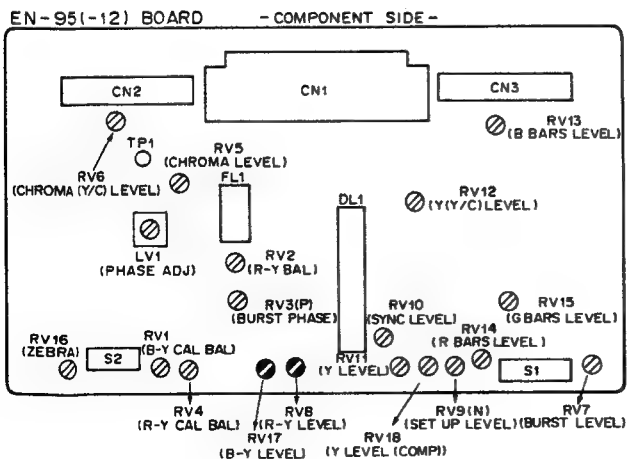 EN-95(-12) BOARD -COMPONENT SIDE-
CN2
CN1
CN3
RV13
(B BARS LEVEL)
TP1
RV6
(CHROMA (Y/C) LEVEL)
RV5
(CHROMA LEVEL)
FL1
DL1
RV12
(Y(Y/C) LEVEL)
LV1
(PHASE ADJ)
RV2
(R-Y BAL)
RV3(P)
(BURST PHASE)
RV10
(SYNC LEVEL)
RV15
(G BARS LEVEL)
RV16
(ZEBRA)
S2
RV1
(B-Y CAL BAL)
RV11
(Y LEVEL)
RV14
(R BARS LEVEL)
S1
RV4
(R-Y CAL BAL)
RV17
(B-Y LEVEL)
RV8
(R-Y LEVEL)
RV18
(Y LEVEL (COMP))
RV9(N)
(SET UP LEVEL)
RV7
(BURST LEVEL)